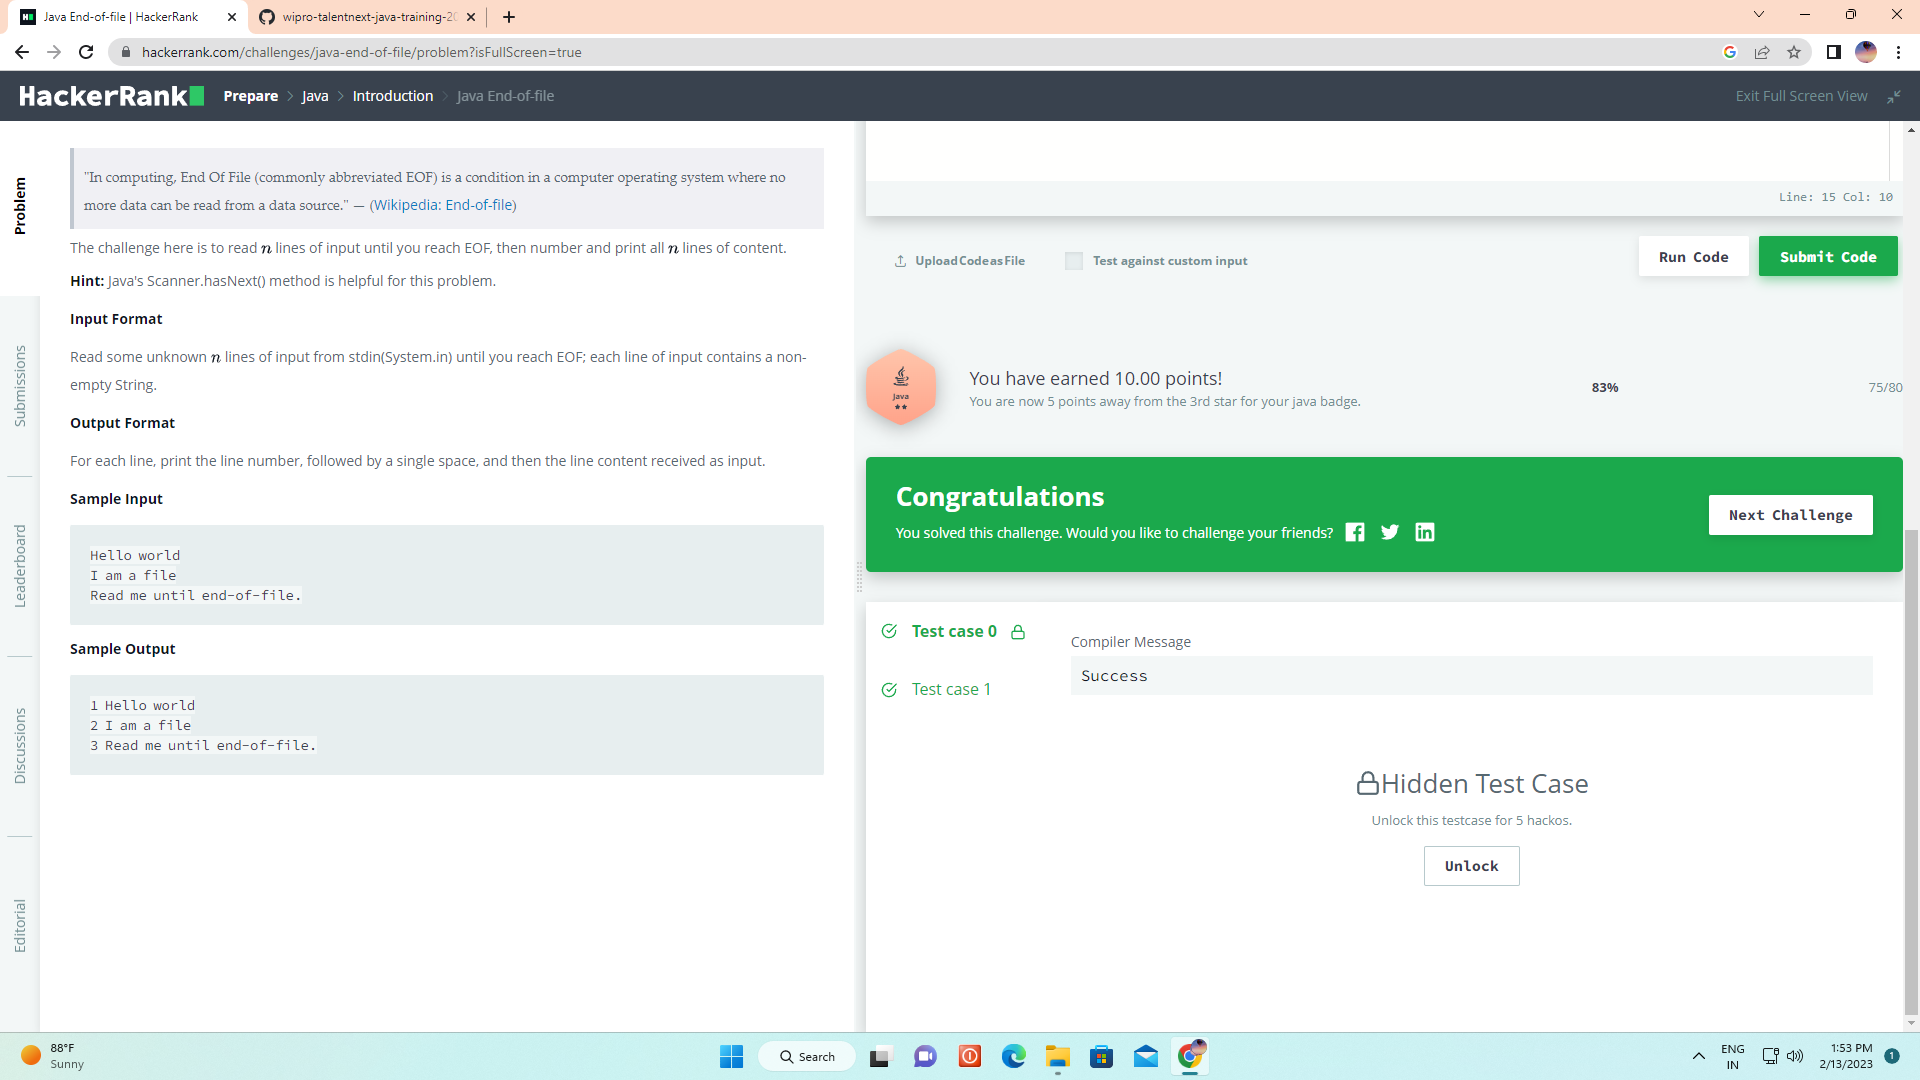 Java End-of-file | HackerRank
wipro-talentnext-java-training-20
hackerrank.com/challenges/java-end-of-file/problem?isFullScreen=true
HackerRank
Prepare > Java > Introduction > Java End-of-file
Exit Full Screen View
Problem
Submissions
Leaderboard
Discussions
Editorial
"In computing, End Of File (commonly abbreviated EOF) is a condition in a computer operating system where no
more data can be read from a data source." — (Wikipedia: End-of-file)
The challenge here is to read n lines of input until you reach EOF, then number and print all n lines of content.
Hint: Java's Scanner.hasNext() method is helpful for this problem.
Input Format
Read some unknown n lines of input from stdin(System.in) until you reach EOF; each line of input contains a non-
empty String.
Output Format
For each line, print the line number, followed by a single space, and then the line content received as input.
Sample Input
Hello world
I am a file
Read me until end-of-file.
Sample Output
1 Hello world
2 I am a file
3 Read me until end-of-file.
Line: 15 Col: 10
Upload Code as File
Test against custom input
Run Code
Submit Code
Java
You have earned 10.00 points!
You are now 5 points away from the 3rd star for your java badge.
83%
75/80
Congratulations
You solved this challenge. Would you like to challenge your friends?
Next Challenge
Test case 0
Test case 1
Compiler Message
Success
Hidden Test Case
Unlock this testcase for 5 hackos.
Unlock
88°F
Sunny
Search
ENG
IN
1:53 PM
2/13/2023
1